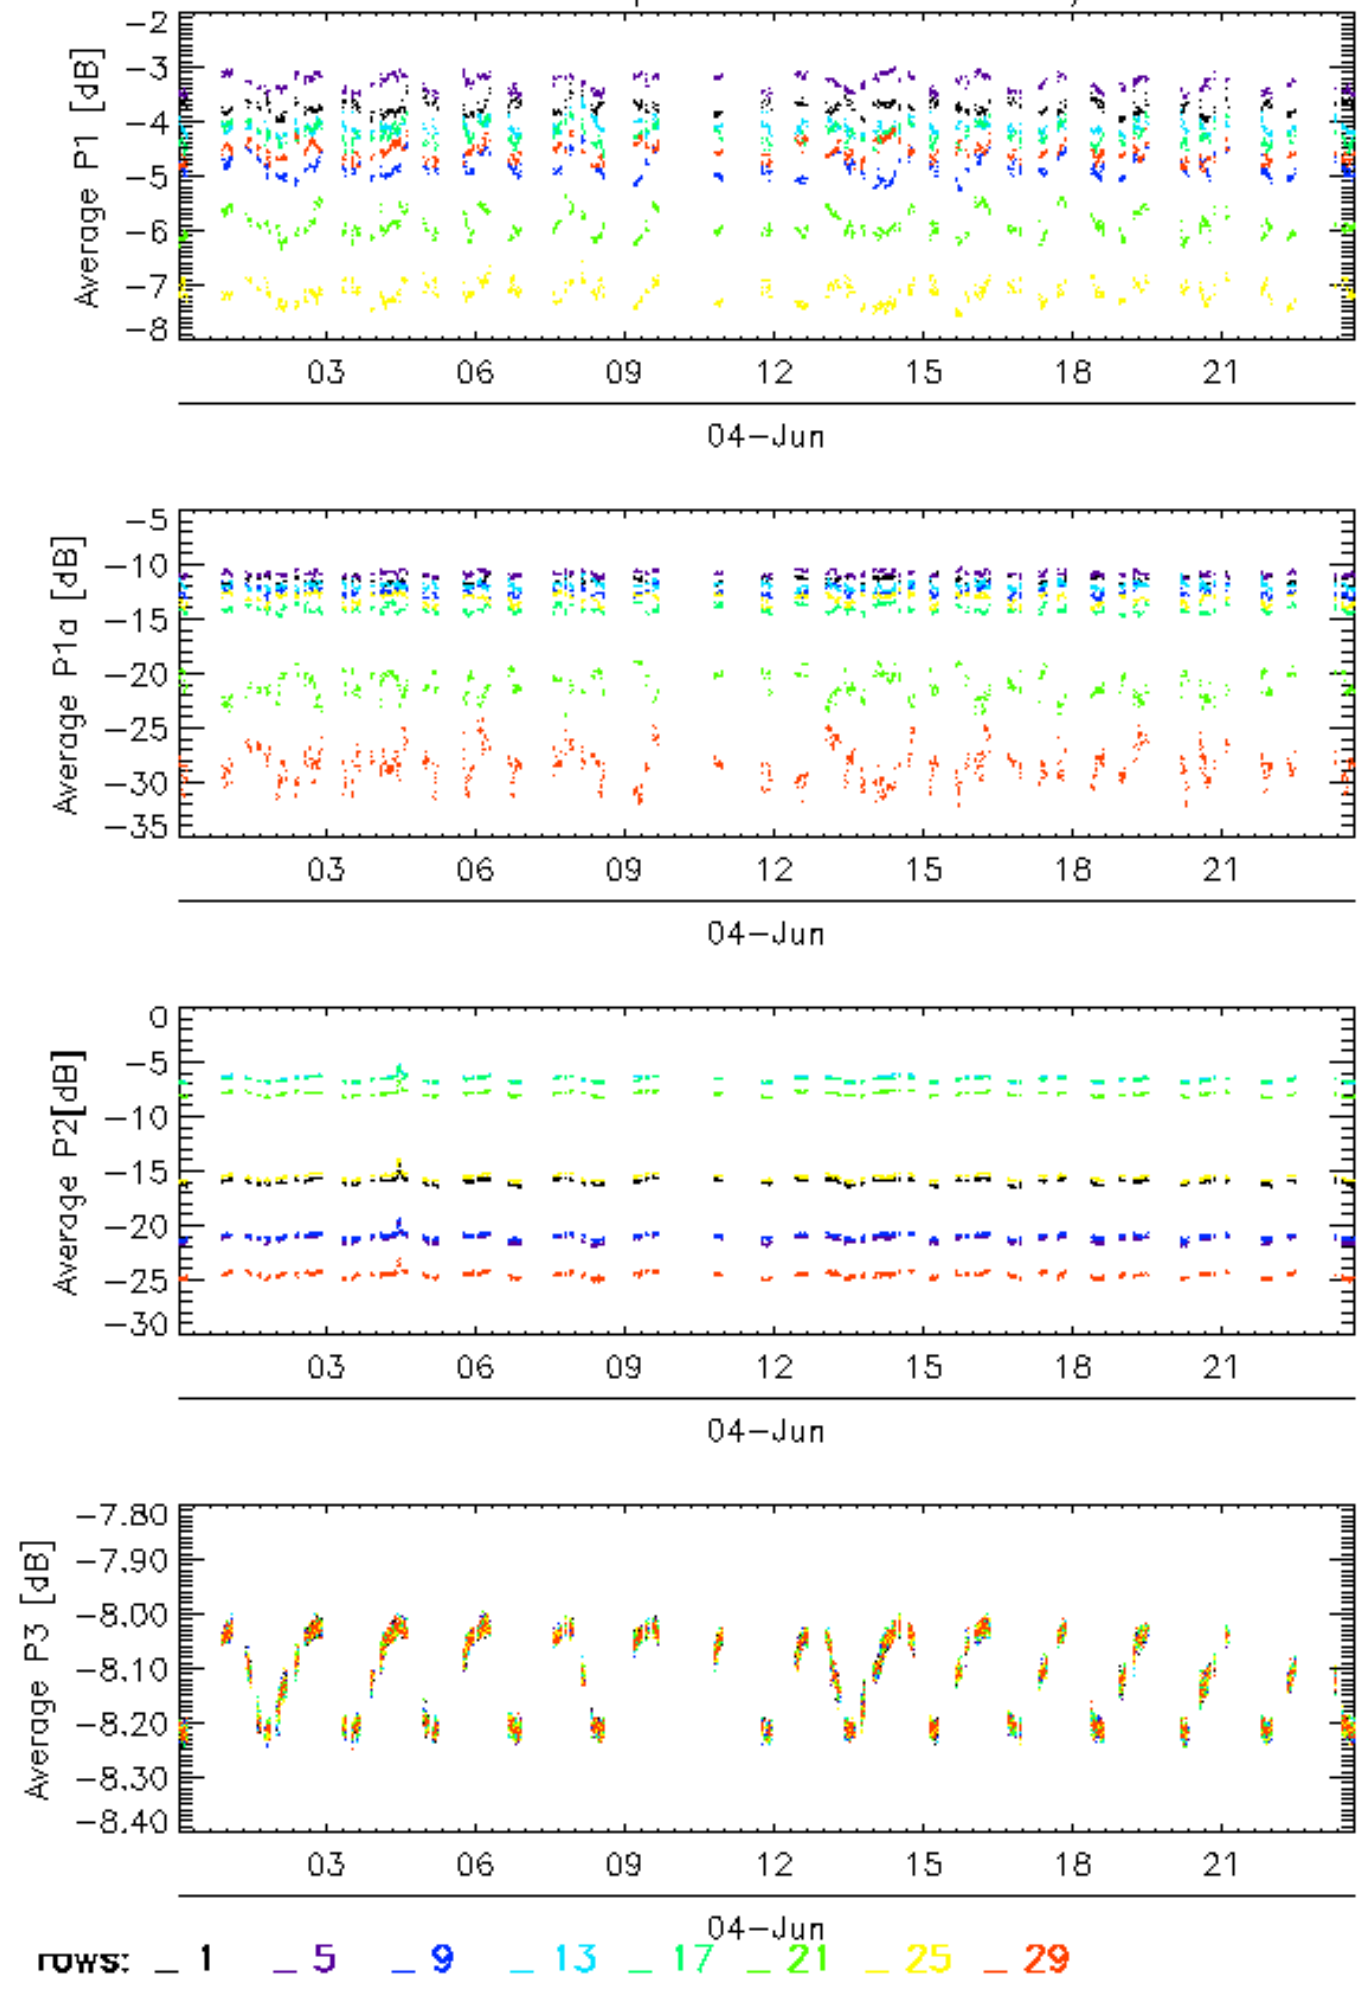 Average P1 [dB]
−2
−3
−4
−5
−6
−7
−8
03 06 09 12 15 18 21
04−Jun
Average P1a [dB]
−5
−10
−15
−20
−25
−30
−35
03 06 09 12 15 18 21
04−Jun
Average P2[dB]
0
−5
−10
−15
−20
−25
−30
03 06 09 12 15 18 21
04−Jun
Average P3 [dB]
−7.80
−7.90
−8.00
−8.10
−8.20
−8.30
−8.40
03 06 09 12 15 18 21
04−Jun
rows: _ 1 _ 5 _ 9 _ 13 _ 17 _ 21 _ 25 _ 29